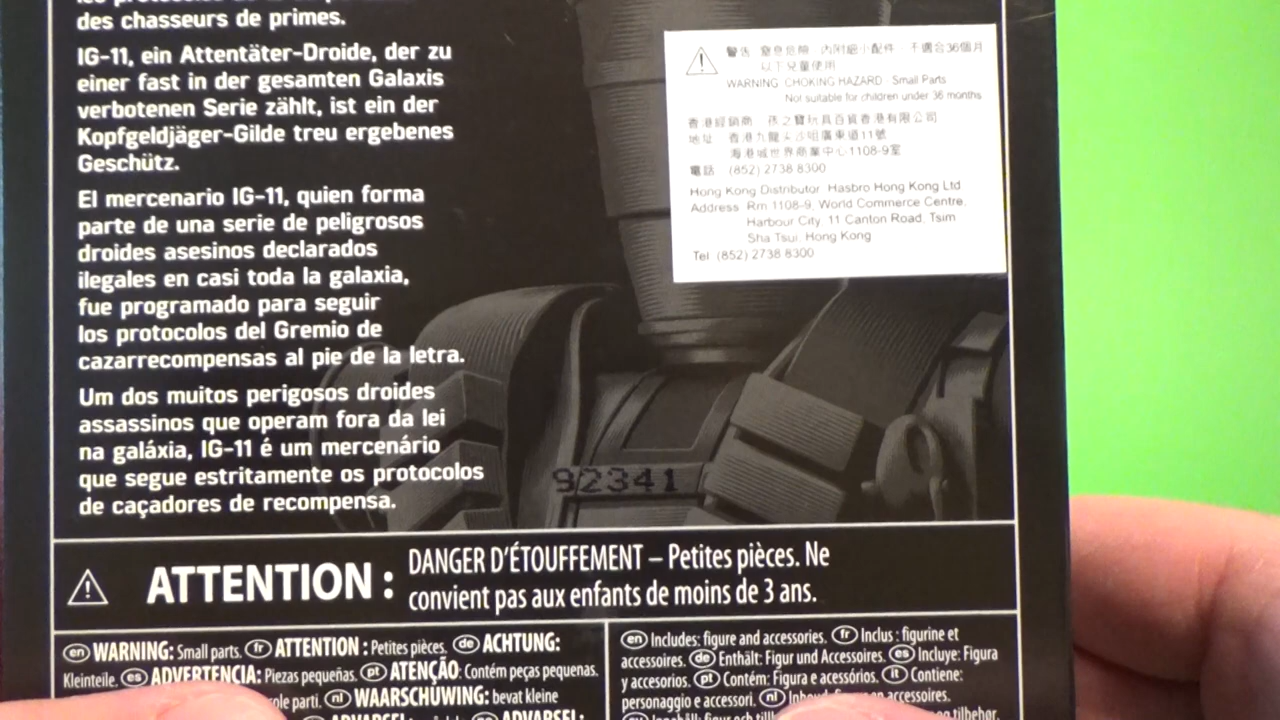 des chasseurs de primes.
IG-11, ein Attentäter-Droide, der zu
einer fast in der gesamten Galaxis
verbotenen Serie zählt, ist ein der
Kopfgeldjäger-Gilde treu ergebenes
Geschütz.
El mercenario IG-11, quien forma
parte de una serie de peligrosos
droides asesinos declarados
ilegales en casi toda la galaxia,
fue programado para seguir
los protocolos del Gremio de
cazarrecompensas al pie de la letra.
Um dos muitos perigosos droides
assassinos que operam fora da lei
na galáxia, IG-11 é um mercenário
que segue estritamente os protocolos
de caçadores de recompensa.
警告 窒息危險 - 內附細小配件 - 不適合36個月
以下兒童使用
WARNING: CHOKING HAZARD - Small Parts
Not suitable for children under 36 months
香港經銷商 孩之寶玩具百貨香港有限公司
地址 香港九龍尖沙咀廣東道11號
海港城世界商業中心1108-9室
電話 (852) 2738 8300
Hong Kong Distributor: Hasbro Hong Kong Ltd
Address: Rm 1108-9, World Commerce Centre,
Harbour City, 11 Canton Road, Tsim
Sha Tsui, Hong Kong
Tel: (852) 2738 8300
92341
ATTENTION :
DANGER D'ÉTOUFFEMENT – Petites pièces. Ne
convient pas aux enfants de moins de 3 ans.
en WARNING: Small parts. fr ATTENTION : Petites pièces. de ACHTUNG:
Kleinteile. es ADVERTENCIA: Piezas pequeñas. pt ATENÇÃO: Contém peças pequenas.
parti. nl WAARSCHUWING: bevat kleine
en Includes: figure and accessories. fr Inclus : figurine et
accessoires. de Enthält: Figur und Accessoires. es Incluye: Figura
y accesorios. pt Contém: Figura e acessórios. it Contiene:
personaggio e accessori. nl accessoires.